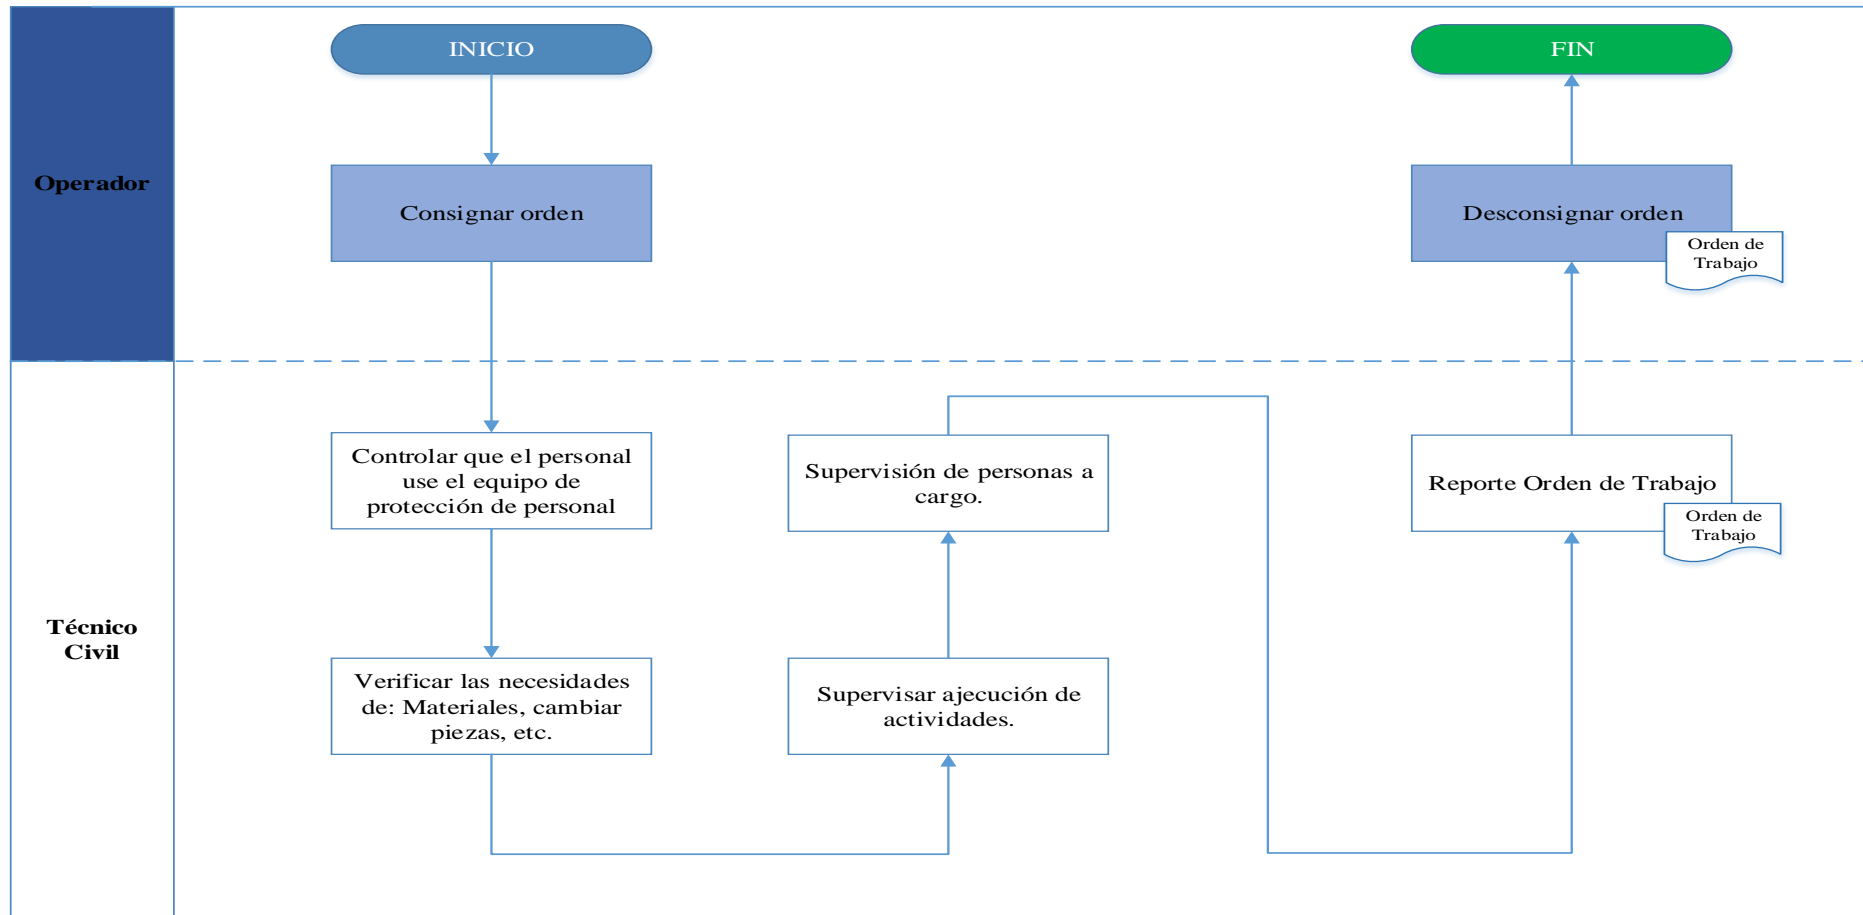 INICIO
FIN
Operador
Consignar orden
Desconsignar orden
Orden de
Trabajo
Controlar que el personal
use el equipo de
protección de personal
Supervisión de personas a
cargo.
Reporte Orden de Trabajo
Orden de
Trabajo
Técnico
Civil
Verificar las necesidades
de: Materiales, cambiar
piezas, etc.
Supervisar ajecución de
actividades.